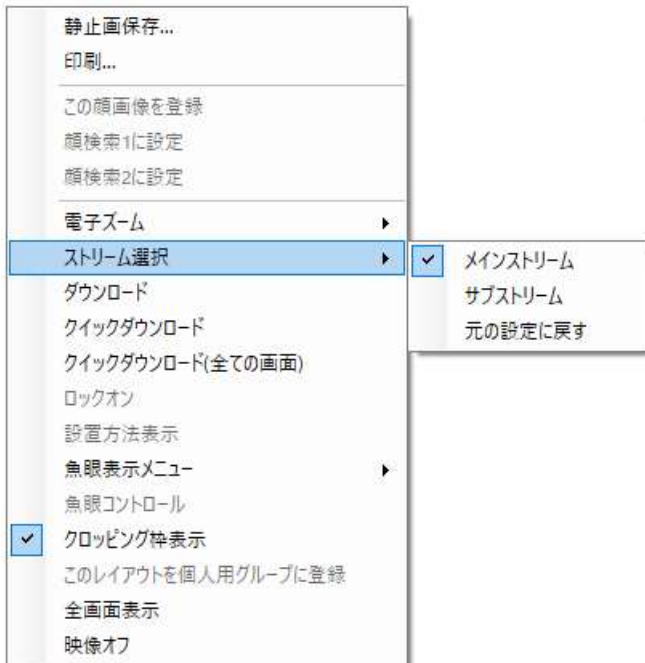 静止画保存...
印刷...
この顔画像を登録
顔検索1に設定
顔検索2に設定
電子ズーム
ストリーム選択
メインストリーム
サブストリーム
元の設定に戻す
ダウンロード
クイックダウンロード
クイックダウンロード(全ての画面)
ロックオン
設置方法表示
魚眼表示メニュー
魚眼コントロール
クロッピング枠表示
このレイアウトを個人用グループに登録
全画面表示
映像オフ